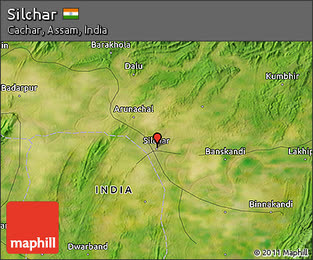 Silchar
Cachar, Assam, India
Barakhola
Dalu
Kumbhir
Badarpur
Arunachal
Silchar
Banskandi
Lakhip
INDIA
Binnakandi
Dwarband
maphill
© 2011 maphill